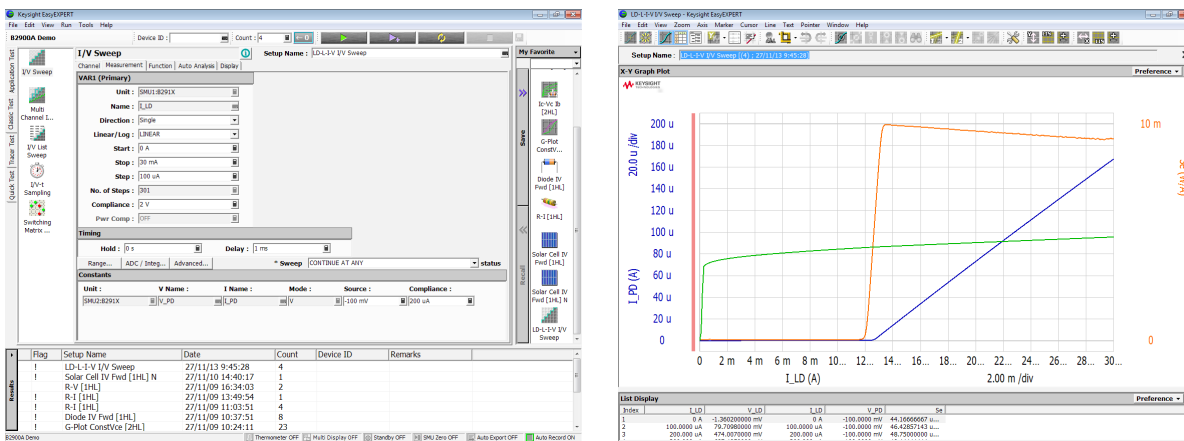 Keysight EasyEXPERT
File Edit View Run Tools Help
B2900A Demo Device ID : Count : 4
I/V Sweep Setup Name : LD-L-I-V I/V Sweep
Channel Measurement Function Auto Analysis Display
VAR1 (Primary)
Unit : SMU1:B291X
Name : I_LD
Direction : Single
Linear/Log : LINEAR
Start : 0 A
Stop : 30 mA
Step : 100 uA
No. of Steps : 301
Compliance : 2 V
Pwr Comp : OFF
Timing
Hold : 0 s Delay : 1 ms
Range... ADC / Integ... Advanced... * Sweep CONTINUE AT ANY status
Constants
Unit : V Name : I Name : Mode : Source : Compliance :
SMU2:B291X V_PD I_PD V -100 mV 200 uA
Quick Test Tracer Test Classic Test Application Test
I/V Sweep
Multi
Channel I...
I/V List
Sweep
I/V-t
Sampling
Switching
Matrix ...
My Favorite
Save
Recall
Ic-Vc Ib
[2HL]
G-Plot
ConstV...
Diode IV
Fwd [1HL]
R-I [1HL]
Solar Cell IV
Fwd [1HL]
Solar Cell IV
Fwd [1HL] N
LD-L-I-V I/V
Sweep
Results
Flag Setup Name Date Count Device ID Remarks
! LD-L-I-V I/V Sweep 27/11/13 9:45:28 4
! Solar Cell IV Fwd [1HL] N 27/11/10 14:40:17 1
R-V [1HL] 27/11/09 16:34:03 2
! R-I [1HL] 27/11/09 13:49:54 1
! R-I [1HL] 27/11/09 11:03:51 4
! Diode IV Fwd [1HL] 27/11/09 10:37:51 8
! G-Plot ConstVce [2HL] 27/11/09 10:24:11 23
B2900A Demo Thermometer OFF Multi Display OFF Standby OFF SMU Zero OFF Auto Export OFF Auto Record ON
LD-L-I-V I/V Sweep - Keysight EasyEXPERT
File Edit View Zoom Axis Marker Cursor Line Text Pointer Window Help
Setup Name : LD-L-I-V I/V Sweep [(4) ; 27/11/13 9:45:28]
X-Y Graph Plot Preference
KEYSIGHT
TECHNOLOGIES
20.0 u /div
I_PD (A)
200 u
180 u
160 u
140 u
120 u
100 u
80 u
60 u
40 u
20 u
0
10 m
0
Se (W/A)
0 2 m 4 m 6 m 8 m 10 m 12... 14... 16... 18... 20... 22... 24... 26... 28... 30...
I_LD (A) 2.00 m /div
List Display Preference
Index I_LD V_LD I_LD V_PD Se
1 0 A -1.360200000 mV 0 A -100.0000 mV 44.16666667 u...
2 100.0000 uA 79.70980000 mV 100.0000 uA -100.0000 mV 46.42857143 u...
3 200.000 uA 474.0870000 mV 200.000 uA -100.0000 mV 48.75000000 u...